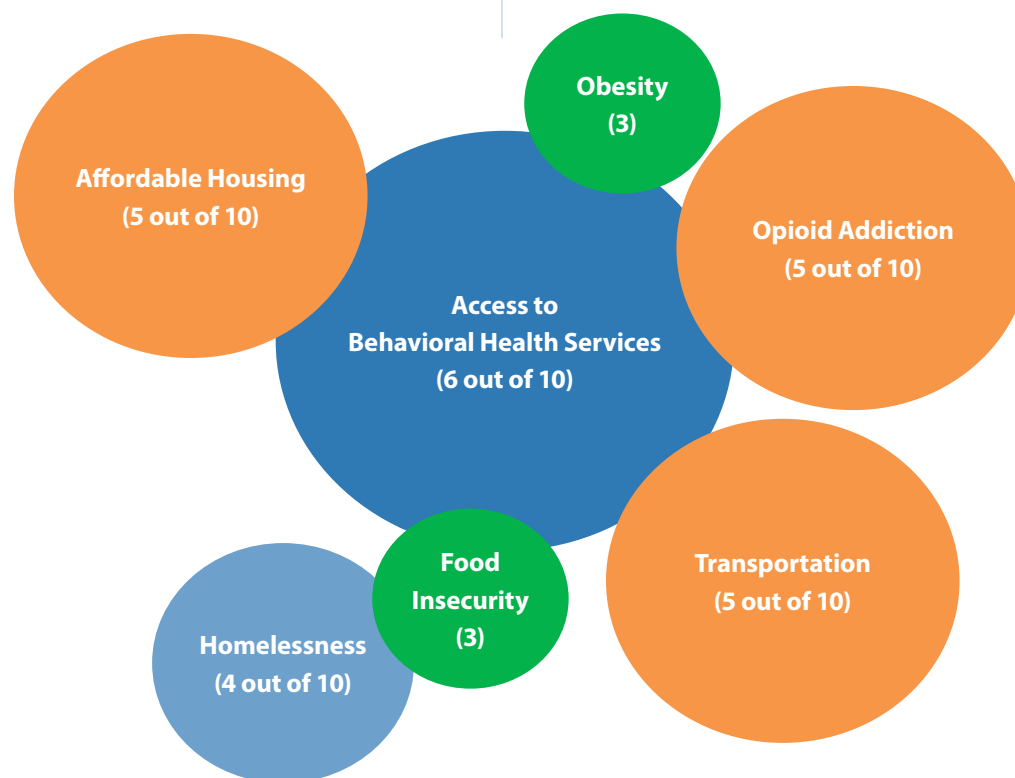 Obesity
(3)
Affordable Housing
(5 out of 10)
Opioid Addiction
(5 out of 10)
Access to
Behavioral Health Services
(6 out of 10)
Food
Insecurity
(3)
Transportation
(5 out of 10)
Homelessness
(4 out of 10)